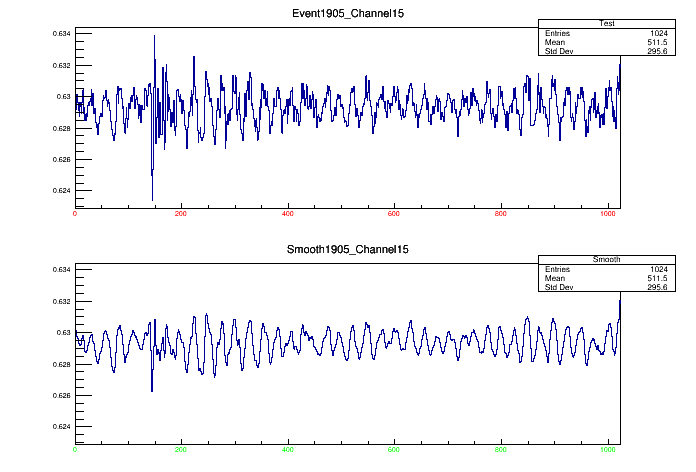 Event1905_Channel15
Test
Entries 1024
Mean 511.5
Std Dev 295.6
0.634
0.632
0.63
0.628
0.626
0.624
0 200 400 600 800 1000
Smooth1905_Channel15
Smooth
Entries 1024
Mean 511.5
Std Dev 295.6
0.634
0.632
0.63
0.628
0.626
0.624
0 200 400 600 800 1000